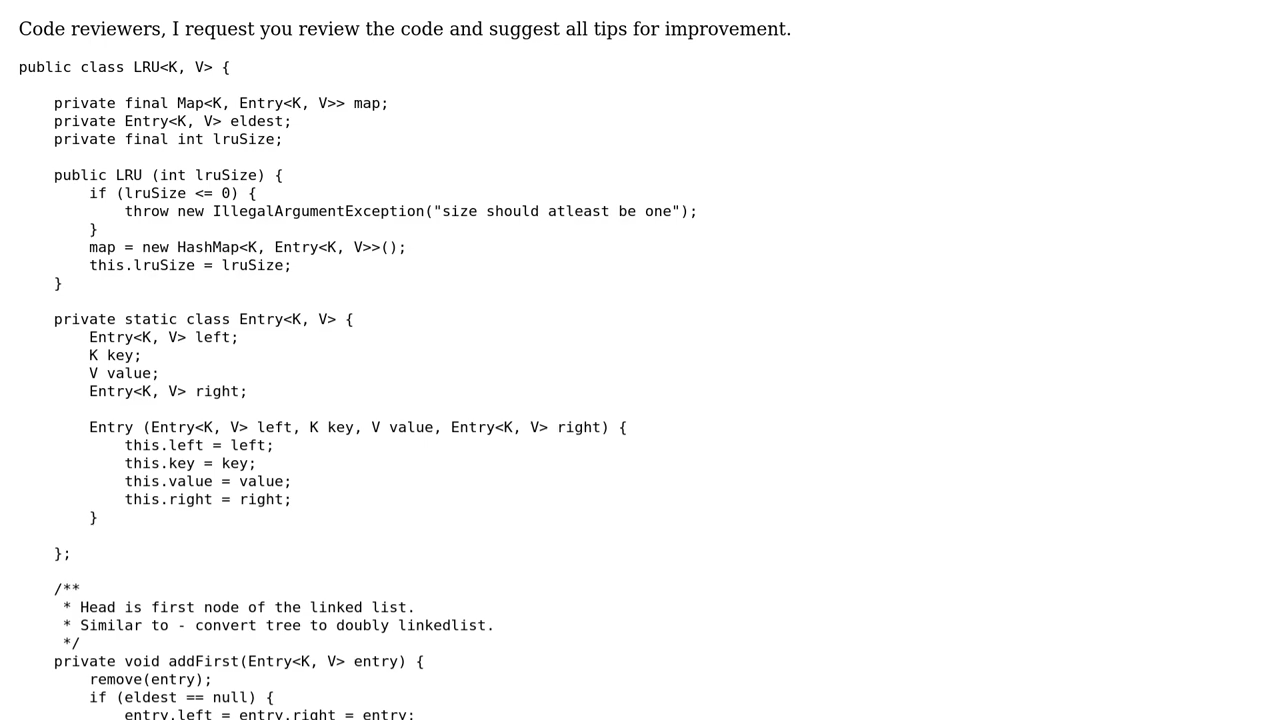 Code reviewers, I request you review the code and suggest all tips for improvement.
public class LRU<K, V> {
    private final Map<K, Entry<K, V>> map;
    private Entry<K, V> eldest;
    private final int lruSize;
    public LRU (int lruSize) {
        if (lruSize <= 0) {
            throw new IllegalArgumentException("size should atleast be one");
        }
        map = new HashMap<K, Entry<K, V>>();
        this.lruSize = lruSize;
    }
    private static class Entry<K, V> {
        Entry<K, V> left;
        K key;
        V value;
        Entry<K, V> right;
        Entry (Entry<K, V> left, K key, V value, Entry<K, V> right) {
            this.left = left;
            this.key = key;
            this.value = value;
            this.right = right;
        }
    };
    /**
     * Head is first node of the linked list.
     * Similar to - convert tree to doubly linkedlist.
     */
    private void addFirst(Entry<K, V> entry) {
        remove(entry);
        if (eldest == null) {
            entry.left = entry.right = entry;